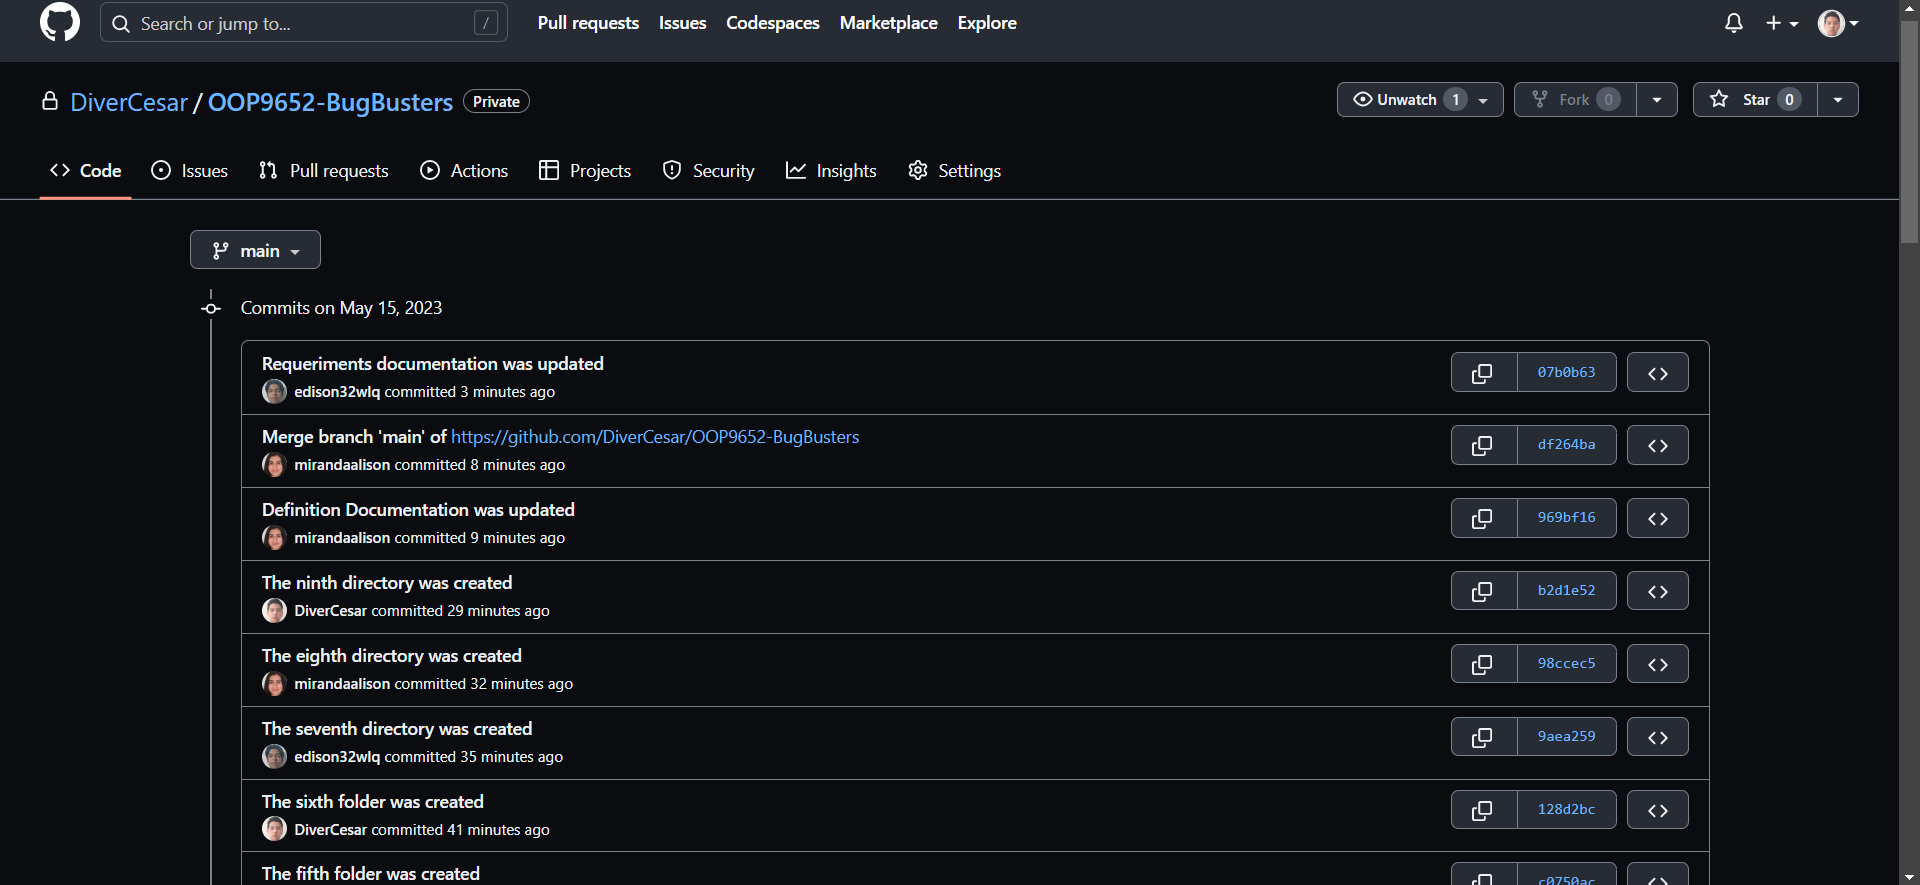 Search or jump to... / Pull requests Issues Codespaces Marketplace Explore
DiverCesar / OOP9652-BugBusters Private Unwatch 1 Fork 0 Star 0
Code Issues Pull requests Actions Projects Security Insights Settings
main
Commits on May 15, 2023
Requeriments documentation was updated
edison32wlq committed 3 minutes ago
07b0b63
Merge branch 'main' of https://github.com/DiverCesar/OOP9652-BugBusters
mirandaalison committed 8 minutes ago
df264ba
Definition Documentation was updated
mirandaalison committed 9 minutes ago
969bf16
The ninth directory was created
DiverCesar committed 29 minutes ago
b2d1e52
The eighth directory was created
mirandaalison committed 32 minutes ago
98ccec5
The seventh directory was created
edison32wlq committed 35 minutes ago
9aea259
The sixth folder was created
DiverCesar committed 41 minutes ago
128d2bc
The fifth folder was created
c0750ac